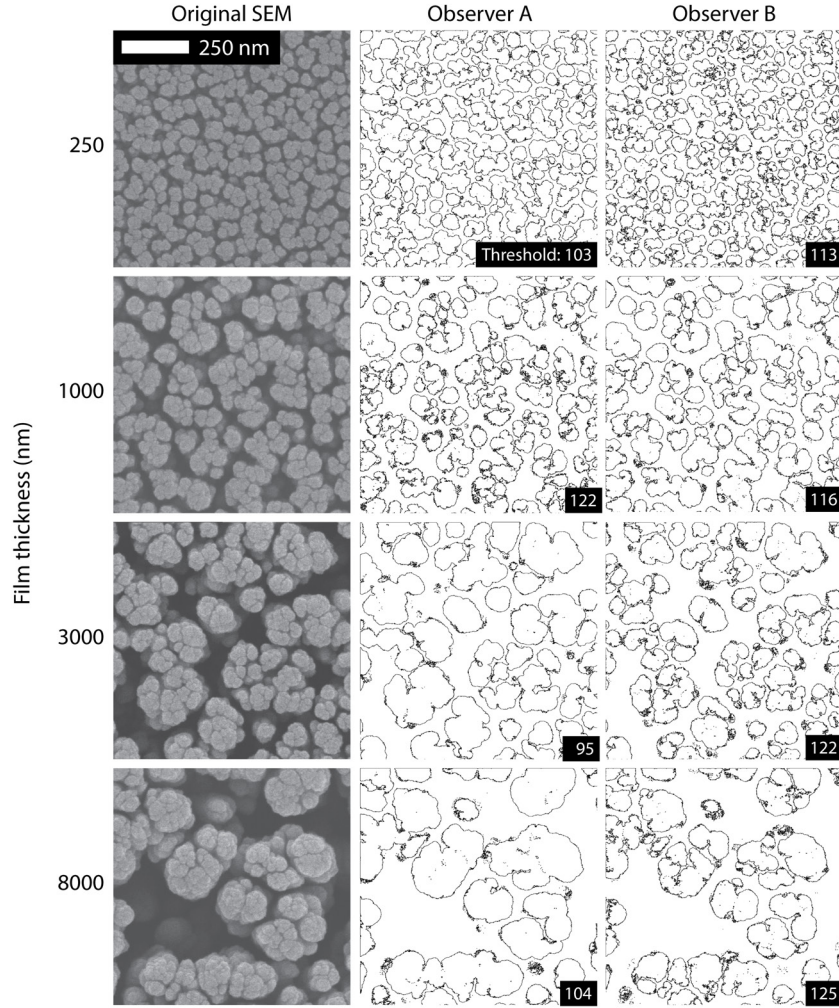 Original SEM Observer A Observer B
250 nm
250
Threshold: 103 113
1000
122 116
Film thickness (nm)
3000
95 122
8000
104 125